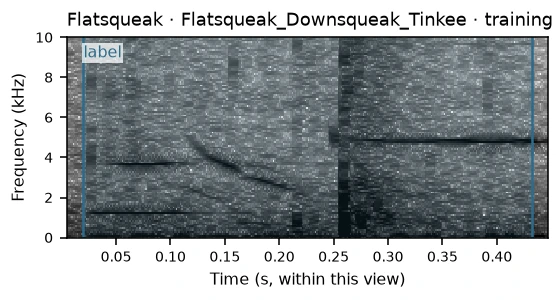 Flatsqueak · Flatsqueak_Downsqueak_Tinkee · training
label
Frequency (kHz)
10
8
6
4
2
0
0.05 0.10 0.15 0.20 0.25 0.30 0.35 0.40
Time (s, within this view)